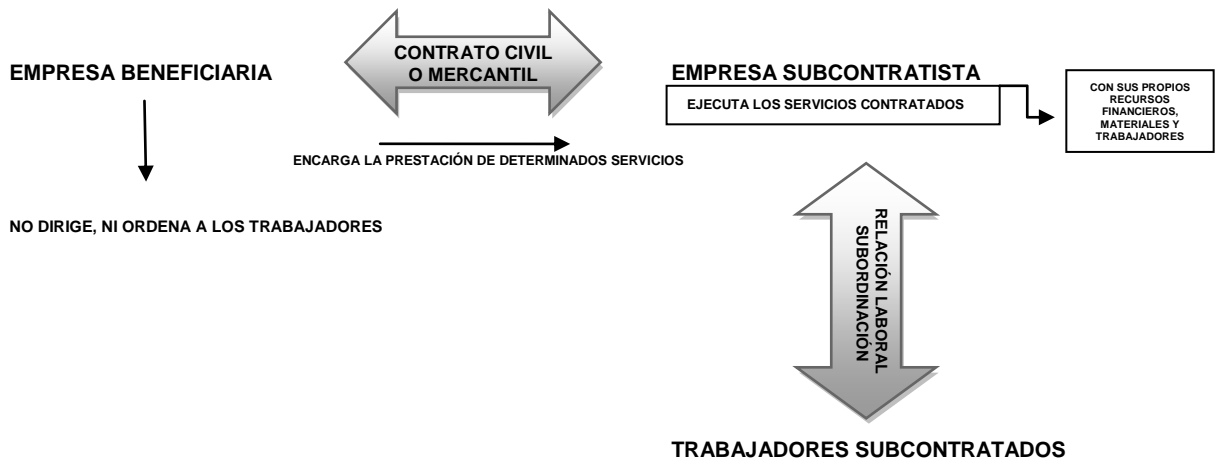 CONTRATO CIVIL
O MERCANTIL
EMPRESA BENEFICIARIA
EMPRESA SUBCONTRATISTA
EJECUTA LOS SERVICIOS CONTRATADOS
CON SUS PROPIOS
RECURSOS
FINANCIEROS,
MATERIALES Y
TRABAJADORES
ENCARGA LA PRESTACIÓN DE DETERMINADOS SERVICIOS
NO DIRIGE, NI ORDENA A LOS TRABAJADORES
RELACIÓN LABORAL
SUBORDINACIÓN
TRABAJADORES SUBCONTRATADOS